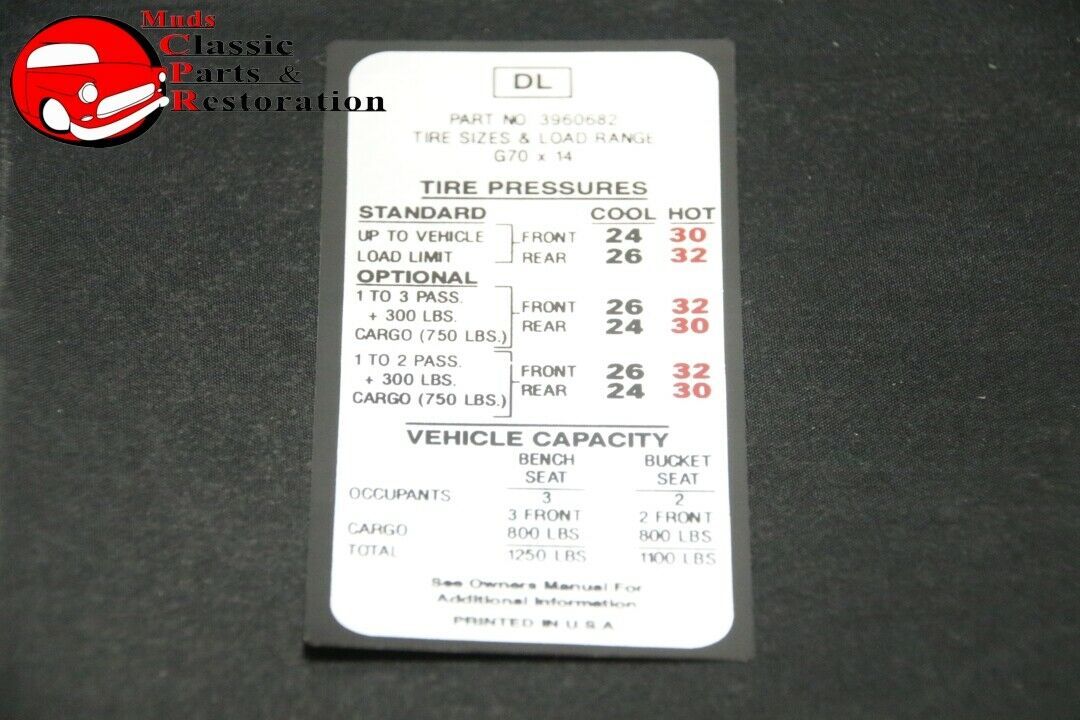 Muds
Classic
Parts &
Restoration
DL
PART NO 3960682
TIRE SIZES & LOAD RANGE
G70 x 14
TIRE PRESSURES
STANDARD COOL HOT
UP TO VEHICLE FRONT 24 30
LOAD LIMIT REAR 26 32
OPTIONAL
1 TO 3 PASS.
+ 300 LBS. FRONT 26 32
CARGO (750 LBS.) REAR 24 30
1 TO 2 PASS.
+ 300 LBS. FRONT 26 32
CARGO (750 LBS.) REAR 24 30
VEHICLE CAPACITY
BENCH BUCKET
SEAT SEAT
OCCUPANTS 3 2
3 FRONT 2 FRONT
CARGO 800 LBS 800 LBS
TOTAL 1250 LBS 1100 LBS
See Owners Manual For
Additional Information
PRINTED IN U.S.A